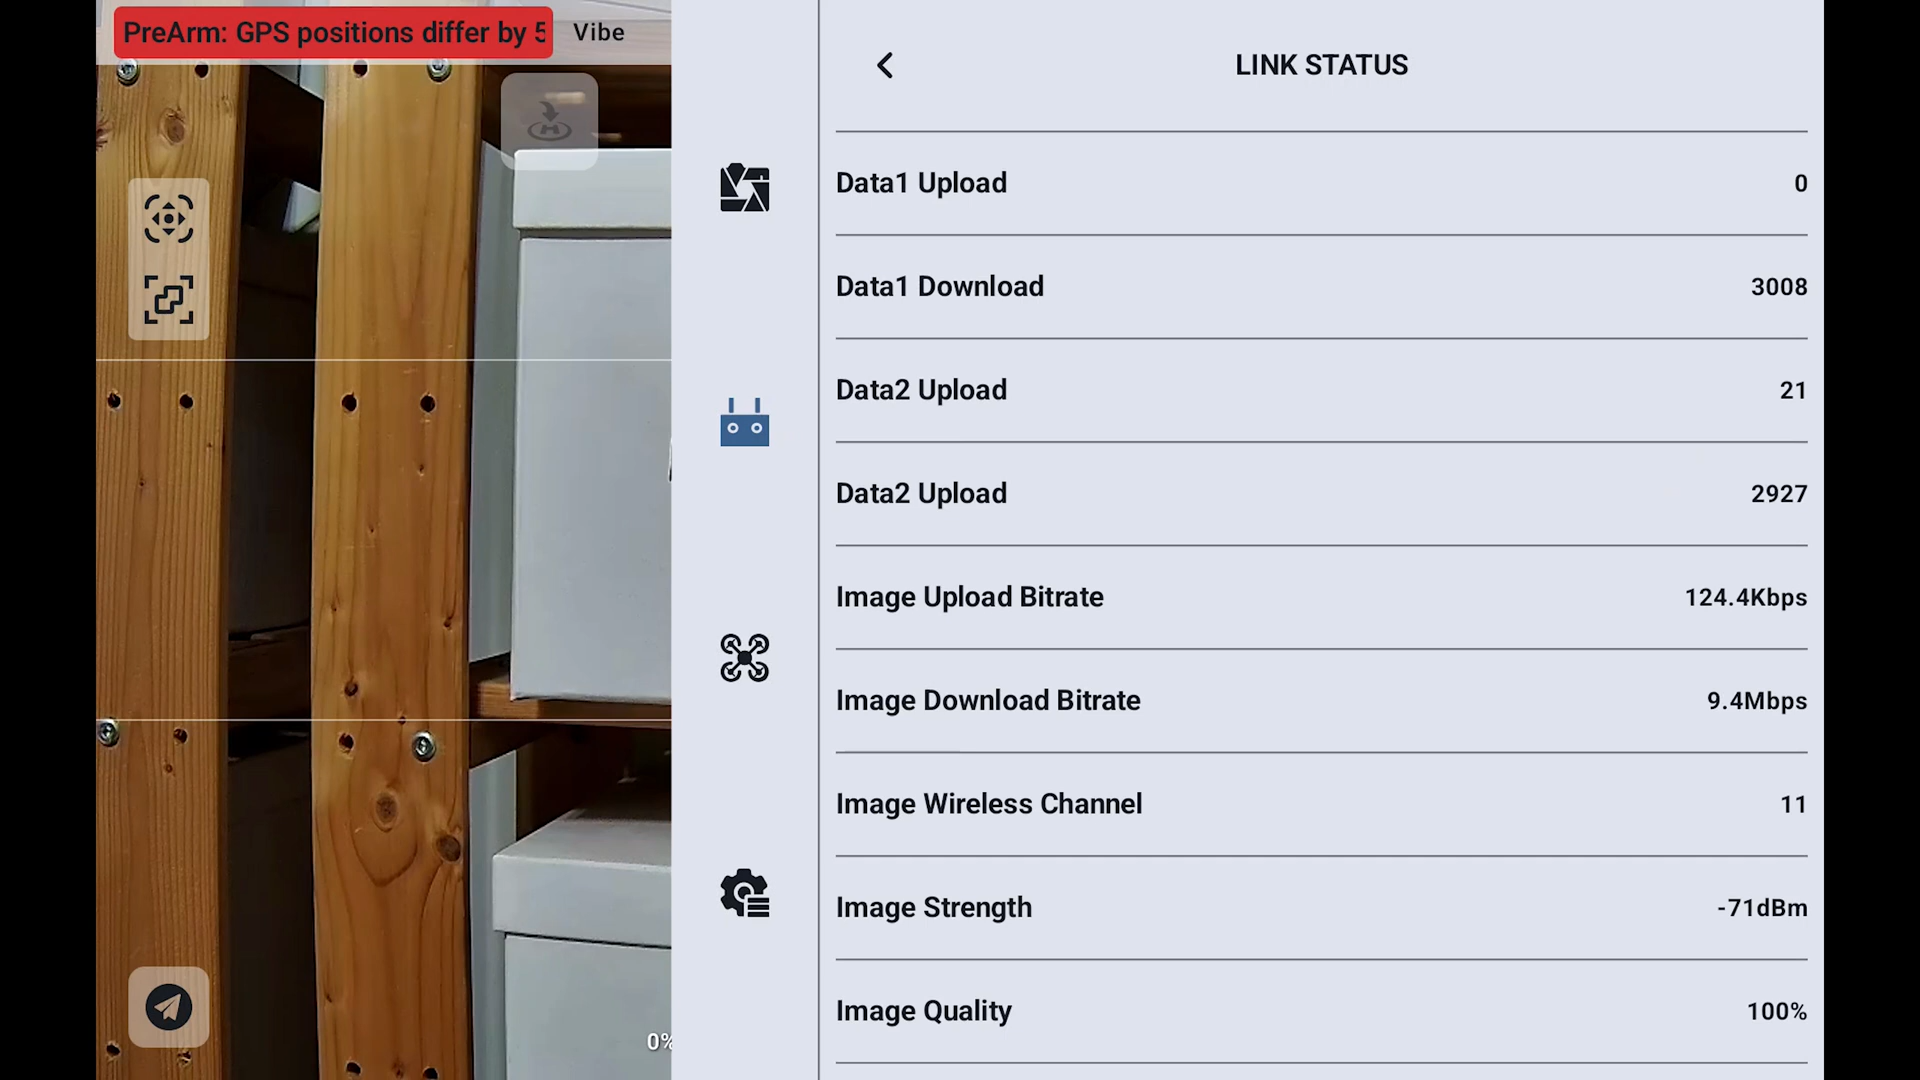 PreArm: GPS positions differ by 5
Vibe
LINK STATUS
Data1 Upload 0
Data1 Download 3008
Data2 Upload 21
Data2 Upload 2927
Image Upload Bitrate 124.4Kbps
Image Download Bitrate 9.4Mbps
Image Wireless Channel 11
Image Strength -71dBm
Image Quality 100%
0%